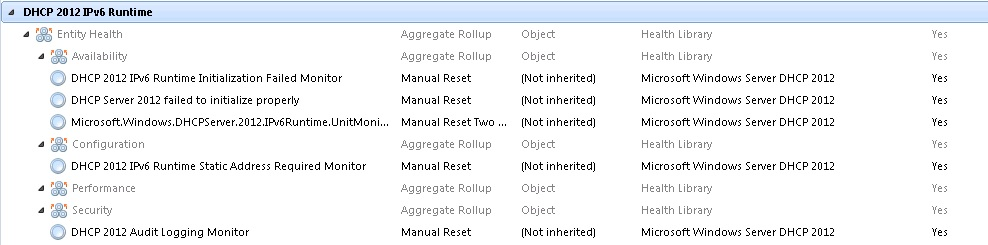 DHCP 2012 IPv6 Runtime
Entity Health Aggregate Rollup Object Health Library Yes
Availability Aggregate Rollup Object Health Library Yes
DHCP 2012 IPv6 Runtime Initialization Failed Monitor Manual Reset (Not inherited) Microsoft Windows Server DHCP 2012 Yes
DHCP Server 2012 failed to initialize properly Manual Reset (Not inherited) Microsoft Windows Server DHCP 2012 Yes
Microsoft.Windows.DHCPServer.2012.IPv6Runtime.UnitMoni... Manual Reset Two ... (Not inherited) Microsoft Windows Server DHCP 2012 Yes
Configuration Aggregate Rollup Object Health Library Yes
DHCP 2012 IPv6 Runtime Static Address Required Monitor Manual Reset (Not inherited) Microsoft Windows Server DHCP 2012 Yes
Performance Aggregate Rollup Object Health Library Yes
Security Aggregate Rollup Object Health Library Yes
DHCP 2012 Audit Logging Monitor Manual Reset (Not inherited) Microsoft Windows Server DHCP 2012 Yes